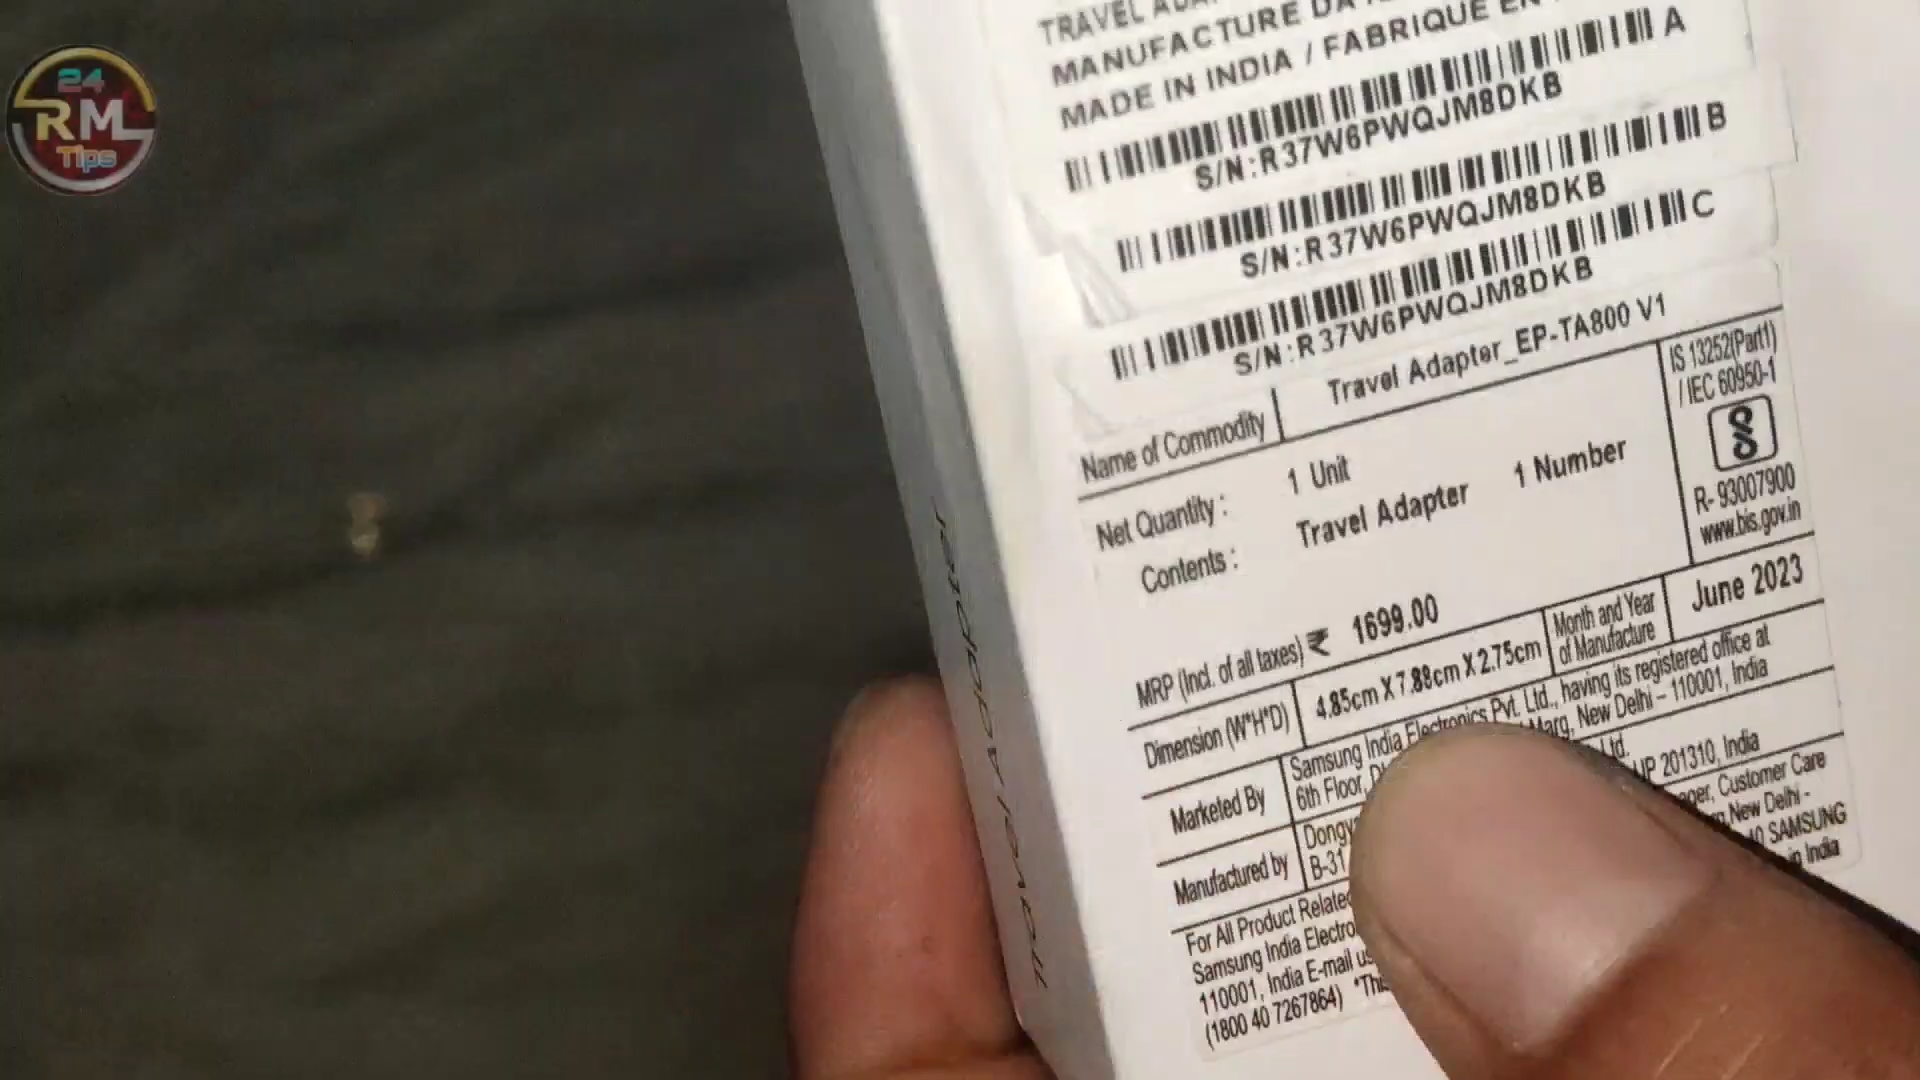 24
RM
Tips
TRAVEL
MANUFACTURE
MADE IN INDIA / FABRIQUE
A
S/N:R37W6PWQJM8DKB
B
S/N:R37W6PWQJM8DKB
C
S/N:R37W6PWQJM8DKB
Name of Commodity Travel Adapter_EP-TA800 V1
IS 13252(Part1)
/ IEC 60950-1
R- 93007900
www.bis.gov.in
Net Quantity : 1 Unit
Contents : Travel Adapter 1 Number
MRP (Incl. of all taxes) ₹ 1699.00
Dimension (W*H*D) 4.85cm X 7.88cm X 2.75cm
Month and Year
of Manufacture
June 2023
Marketed By
Samsung India Electronics Pvt. Ltd., having its registered office at
6th Floor, Marg, New Delhi – 110001, India
Manufactured by
Ltd.
B-31 UP 201310, India
For All Product Customer Care
Samsung India New Delhi -
110001, India E-mail SAMSUNG
(1800 40 7267864) in India
Travel Adapter